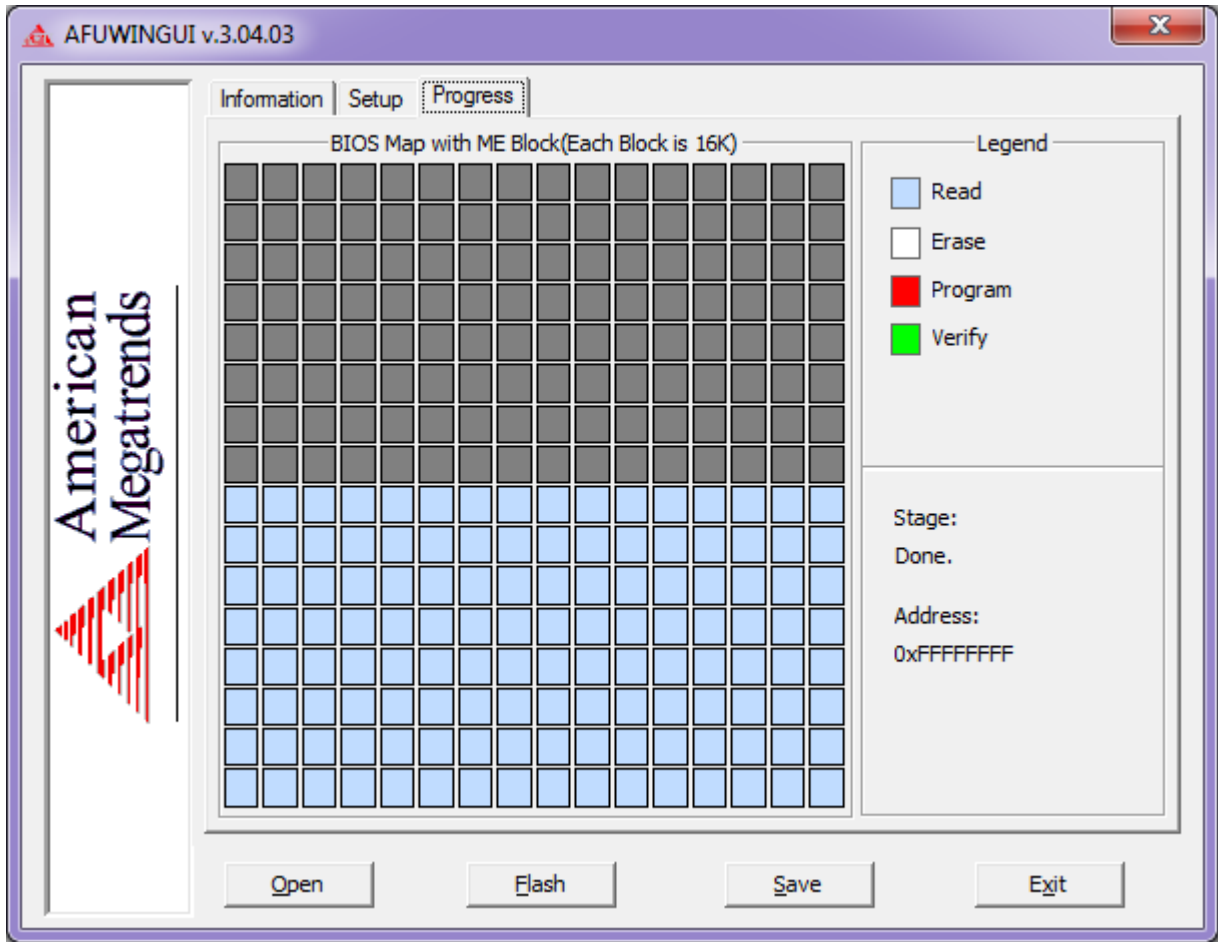 AFUWINGUI v.3.04.03
Information
Setup
Progress
BIOS Map with ME Block(Each Block is 16K)
Legend
Read
Erase
Program
Verify
American
Megatrends
Stage:
Done.
Address:
0xFFFFFFFF
Open
Flash
Save
Exit